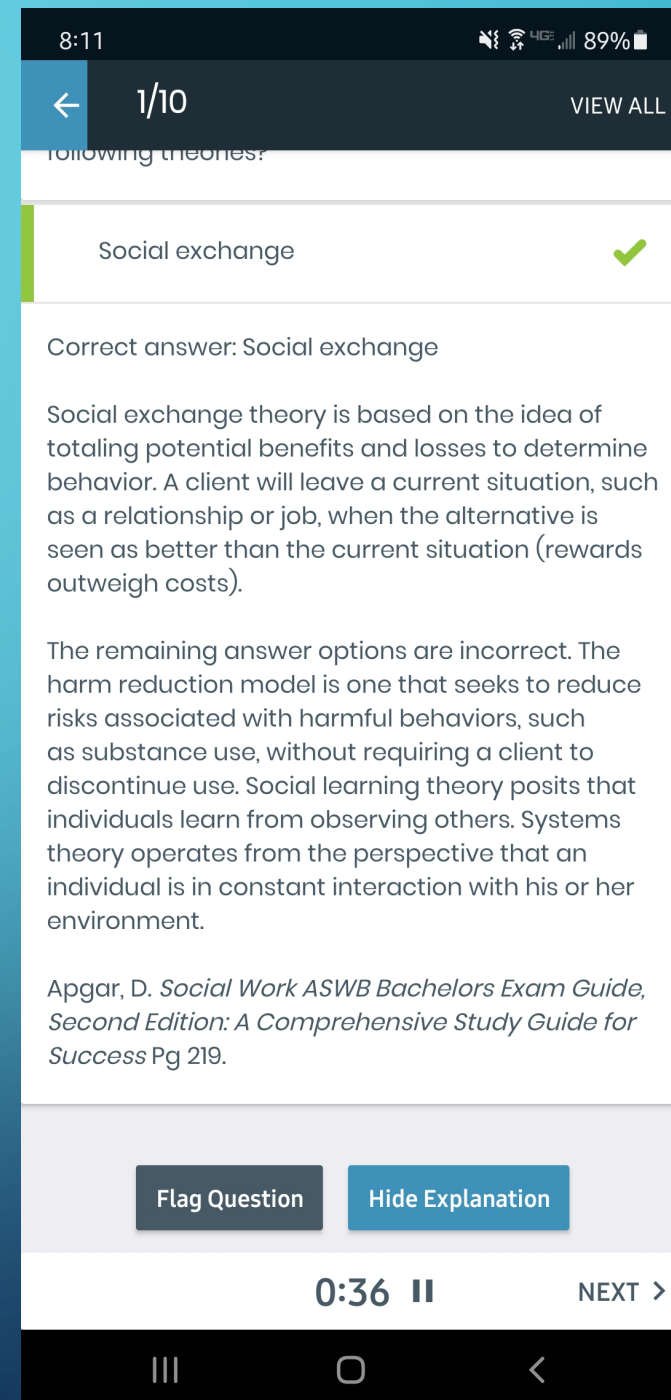 8:11 4GE 89%
1/10 VIEW ALL
following theories?
Social exchange
Correct answer: Social exchange
Social exchange theory is based on the idea of
totaling potential benefits and losses to determine
behavior. A client will leave a current situation, such
as a relationship or job, when the alternative is
seen as better than the current situation (rewards
outweigh costs).
The remaining answer options are incorrect. The
harm reduction model is one that seeks to reduce
risks associated with harmful behaviors, such
as substance use, without requiring a client to
discontinue use. Social learning theory posits that
individuals learn from observing others. Systems
theory operates from the perspective that an
individual is in constant interaction with his or her
environment.
Apgar, D. Social Work ASWB Bachelors Exam Guide,
Second Edition: A Comprehensive Study Guide for
Success Pg 219.
Flag Question Hide Explanation
0:36 NEXT